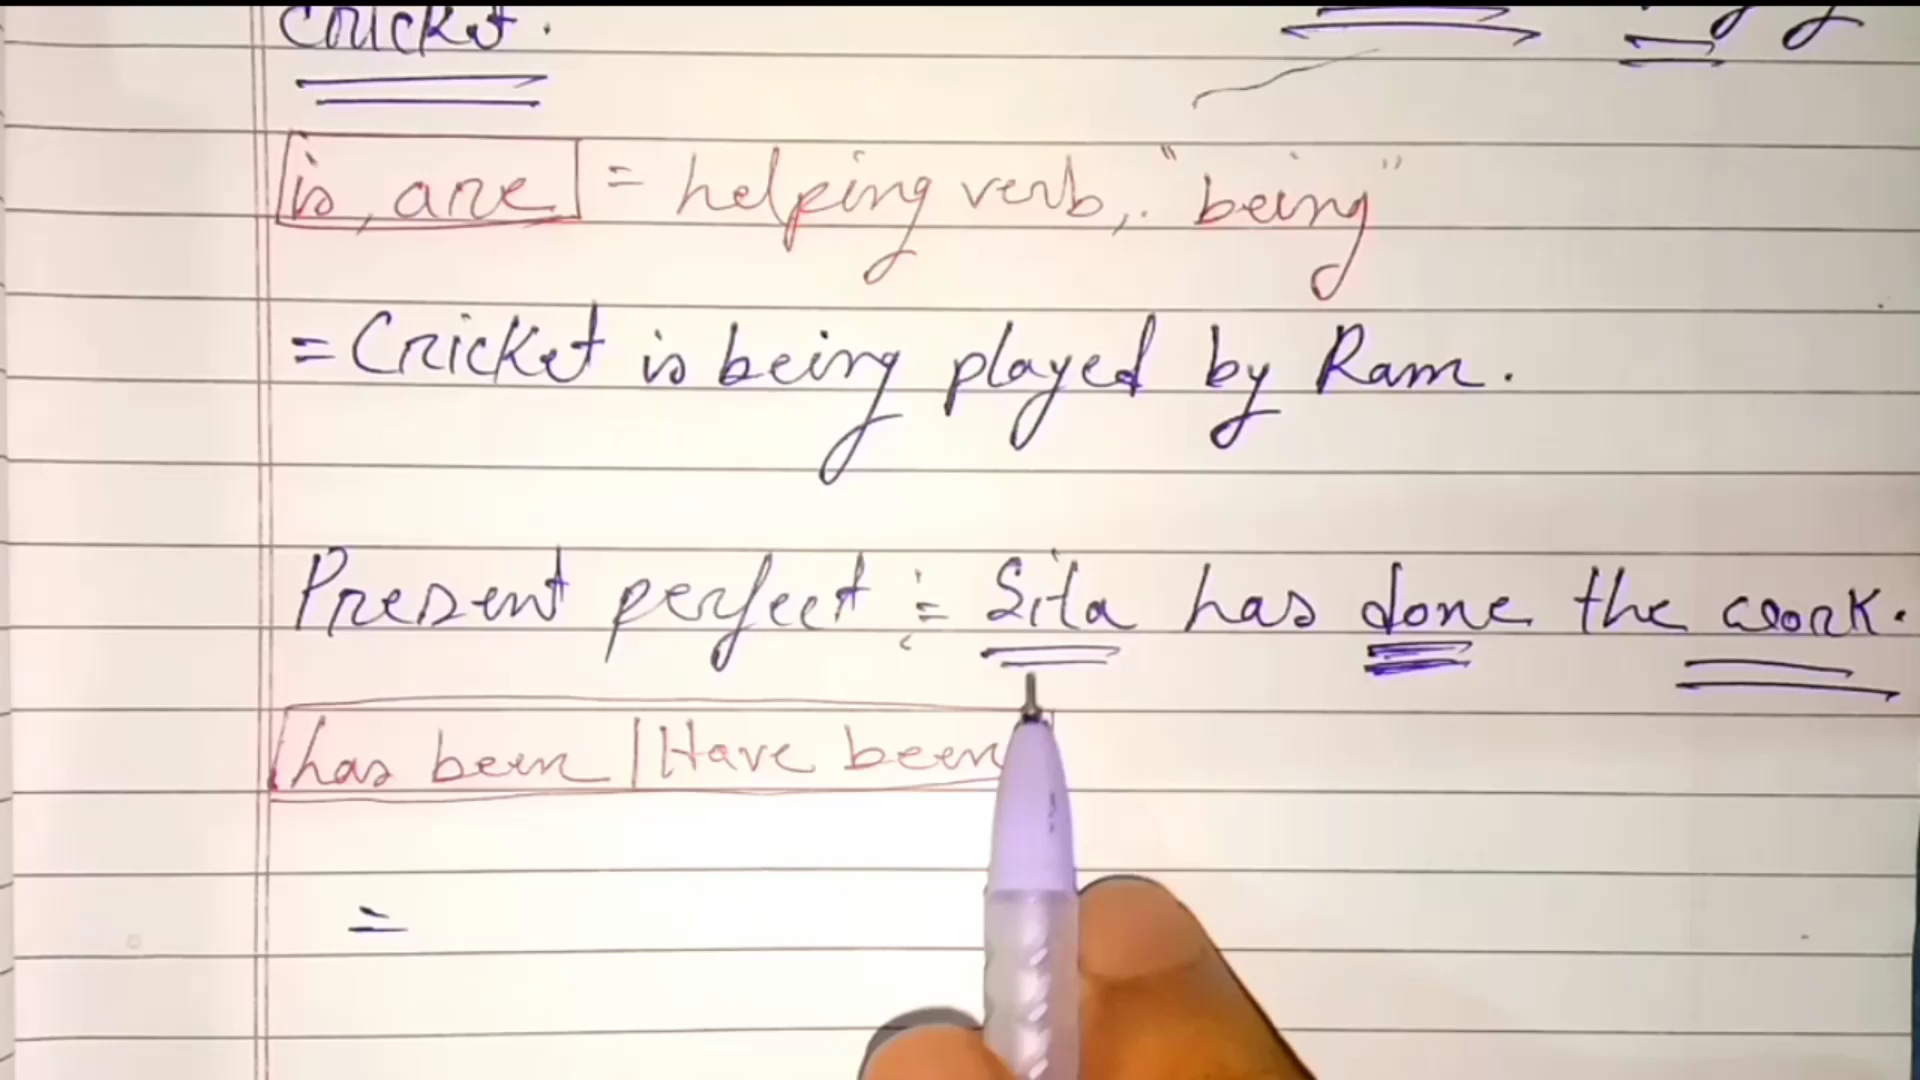 Cricket.
is, are = helping verb, "being"
= Cricket is being played by Ram.
Present perfect := Sita has done the work.
has been | Have been
=